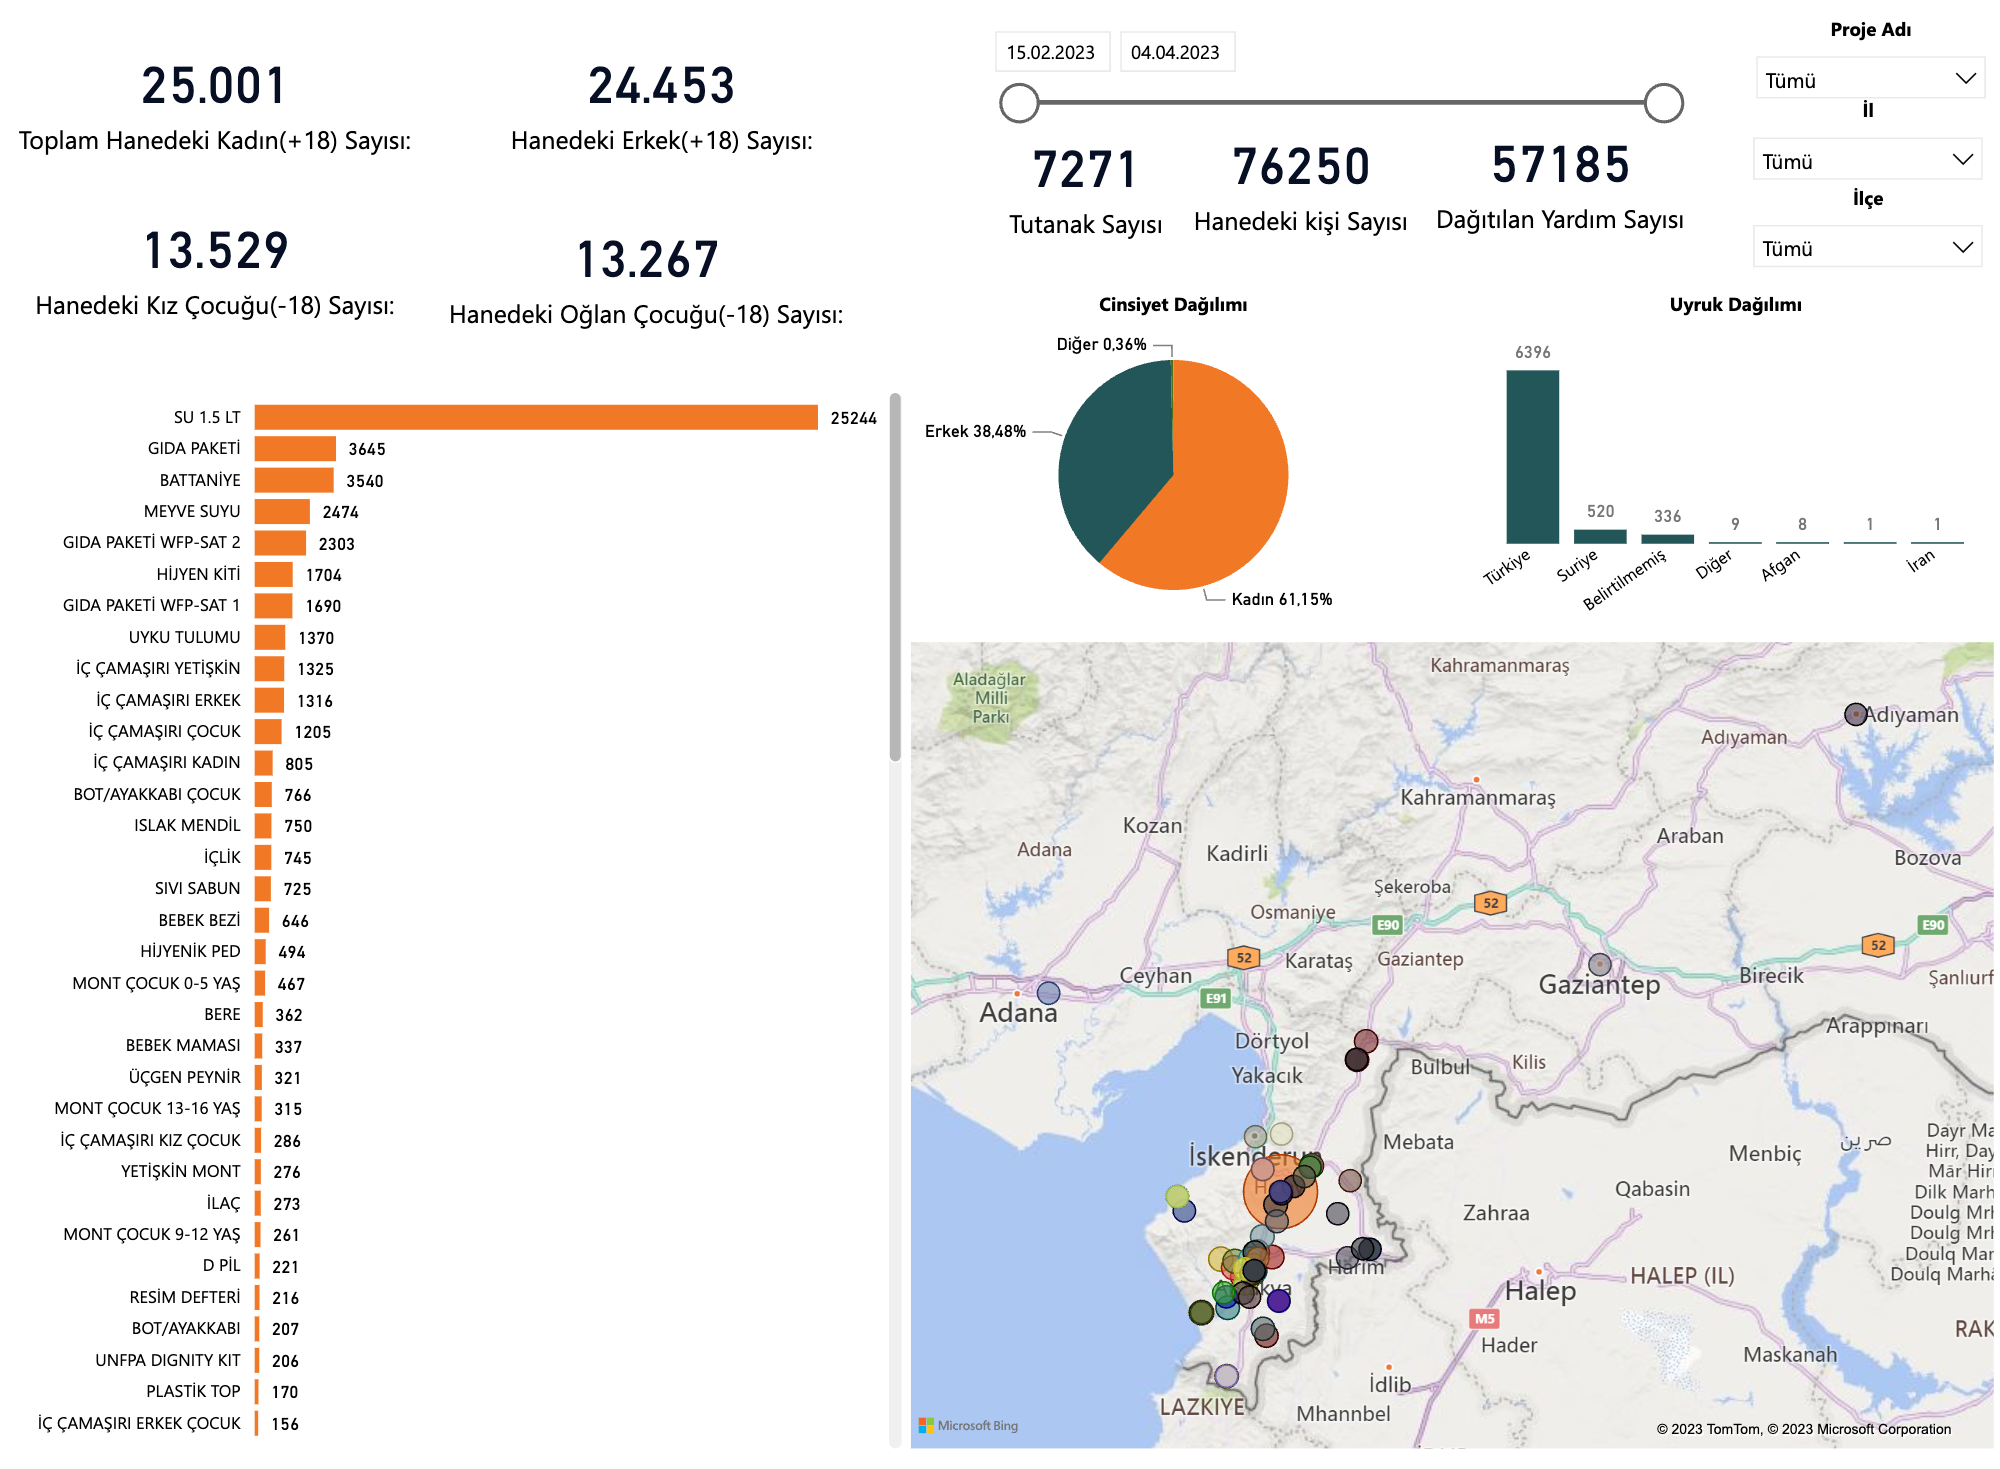 25.001
Toplam Hanedeki Kadın(+18) Sayısı:
24.453
Hanedeki Erkek(+18) Sayısı:
13.529
Hanedeki Kız Çocuğu(-18) Sayısı:
13.267
Hanedeki Oğlan Çocuğu(-18) Sayısı:
15.02.2023
04.04.2023
7271
Tutanak Sayısı
76250
Hanedeki kişi Sayısı
57185
Dağıtılan Yardım Sayısı
Proje Adı
Tümü
İl
Tümü
İlçe
Tümü
SU 1.5 LT 25244
GIDA PAKETİ 3645
BATTANİYE 3540
MEYVE SUYU 2474
GIDA PAKETİ WFP-SAT 2 2303
HİJYEN KİTİ 1704
GIDA PAKETİ WFP-SAT 1 1690
UYKU TULUMU 1370
İÇ ÇAMAŞIRI YETİŞKİN 1325
İÇ ÇAMAŞIRI ERKEK 1316
İÇ ÇAMAŞIRI ÇOCUK 1205
İÇ ÇAMAŞIRI KADIN 805
BOT/AYAKKABI ÇOCUK 766
ISLAK MENDİL 750
İÇLİK 745
SIVI SABUN 725
BEBEK BEZİ 646
HİJYENİK PED 494
MONT ÇOCUK 0-5 YAŞ 467
BERE 362
BEBEK MAMASI 337
ÜÇGEN PEYNİR 321
MONT ÇOCUK 13-16 YAŞ 315
İÇ ÇAMAŞIRI KIZ ÇOCUK 286
YETİŞKİN MONT 276
İLAÇ 273
MONT ÇOCUK 9-12 YAŞ 261
D PİL 221
RESİM DEFTERİ 216
BOT/AYAKKABI 207
UNFPA DIGNITY KIT 206
PLASTİK TOP 170
İÇ ÇAMAŞIRI ERKEK ÇOCUK 156
Cinsiyet Dağılımı
Diğer 0,36%
Erkek 38,48%
Kadın 61,15%
Uyruk Dağılımı
6396
520
336
9
8
1
1
Türkiye
Suriye
Belirtilmemiş
Diğer
Afgan
İran
Kahramanmaraş
Aladağlar
Milli
Parkı
Adıyaman
Adıyaman
Kahramanmaraş
Kozan
Araban
Adana
Kadirli
Bozova
Şekeroba
52
Osmaniye
E90
E90
52
52
Karataş
Gaziantep
Ceyhan
Gaziantep
Birecik
Şanlıurf
E91
Adana
Arappınarı
Dörtyol
Bulbul
Kilis
Yakacık
صرين
Mebata
Menbiç
Dayr Ma
Hirr, Day
Mār Hir
Dilk Marh
Doulg Mrh
Doulg Mrh
Doulq Mar
Doulq Marhā
İskenderun
Qabasin
Zahraa
Harim
HALEP (IL)
Halep
M5
Hader
RAK
Maskanah
İdlib
LAZKIYE
Mhannbel
Microsoft Bing
© 2023 TomTom, © 2023 Microsoft Corporation